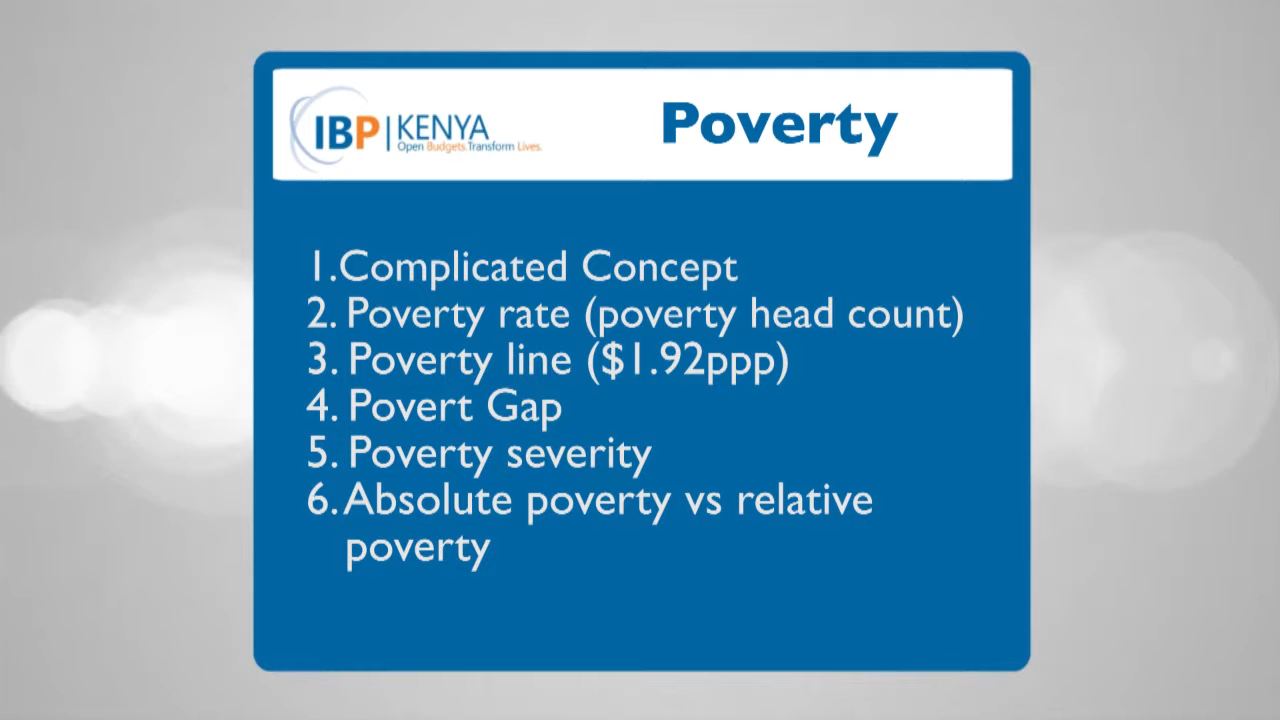 IBP|KENYA
Open Budgets.Transform Lives.
Poverty
1.Complicated Concept
2. Poverty rate (poverty head count)
3. Poverty line ($1.92ppp)
4. Povert Gap
5. Poverty severity
6. Absolute poverty vs relative
poverty